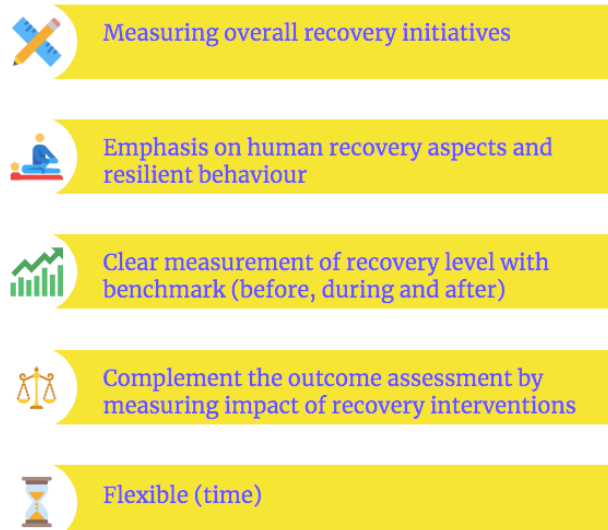 Measuring overall recovery initiatives
Emphasis on human recovery aspects and
resilient behaviour
Clear measurement of recovery level with
benchmark (before, during and after)
Complement the outcome assessment by
measuring impact of recovery interventions
Flexible (time)